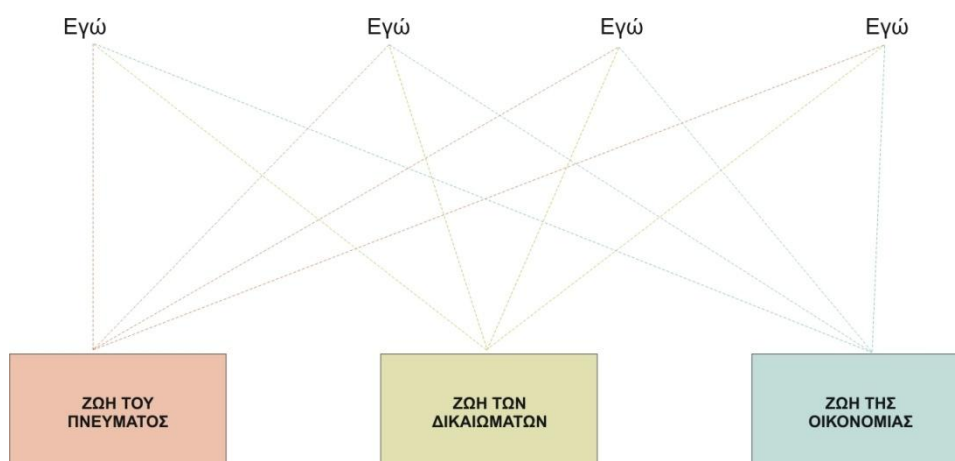 Εγώ Εγώ Εγώ Εγώ
ΖΩΗ ΤΟΥ
ΠΝΕΥΜΑΤΟΣ
ΖΩΗ ΤΩΝ
ΔΙΚΑΙΩΜΑΤΩΝ
ΖΩΗ ΤΗΣ
ΟΙΚΟΝΟΜΙΑΣ